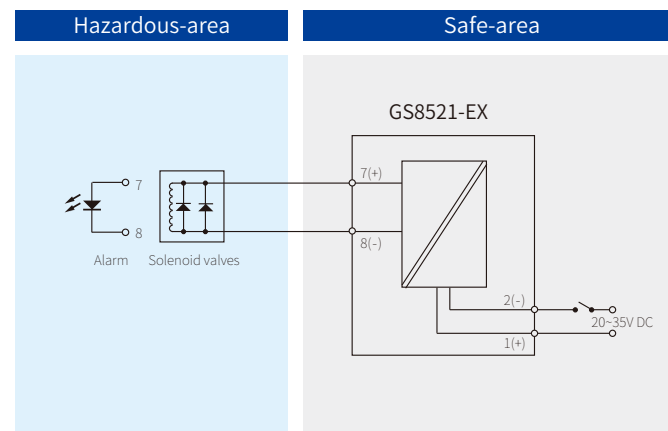 Hazardous-area
Safe-area
GS8521-EX
7
8
Alarm
Solenoid valves
7(+)
8(-)
2(-)
20~35V DC
1(+)